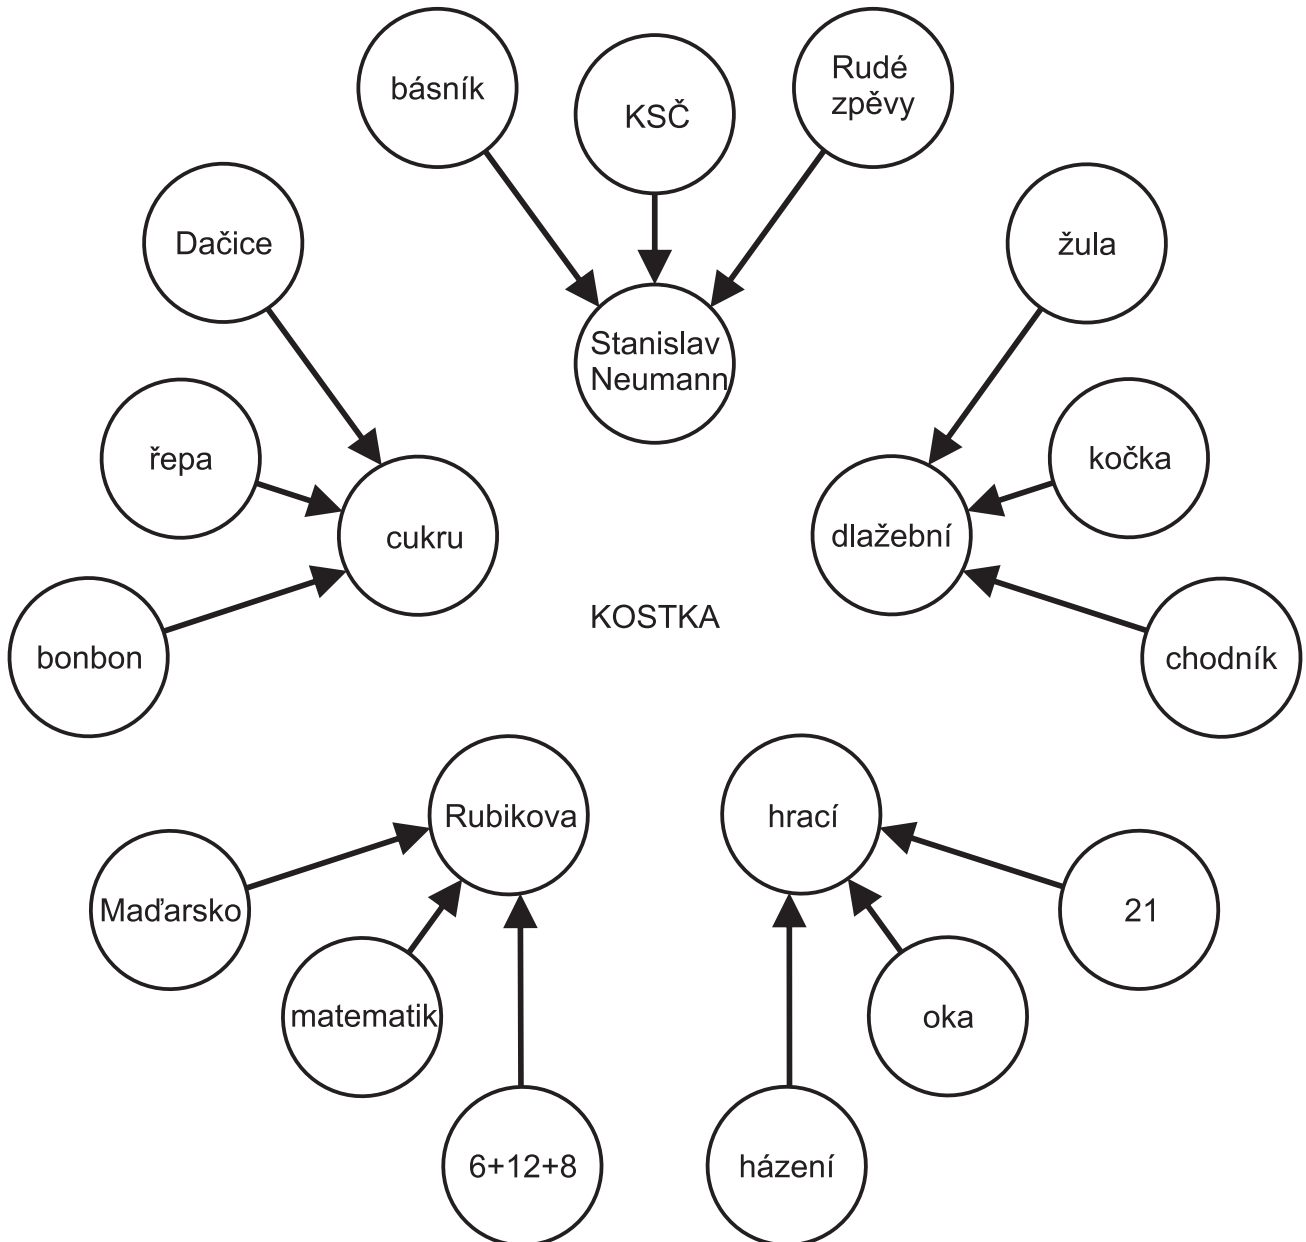 básník
KSČ
Rudé
zpěvy
Dačice
žula
Stanislav
Neumann
řepa
kočka
cukru
dlažební
KOSTKA
bonbon
chodník
Rubikova
hrací
Maďarsko
21
matematik
oka
6+12+8
házení